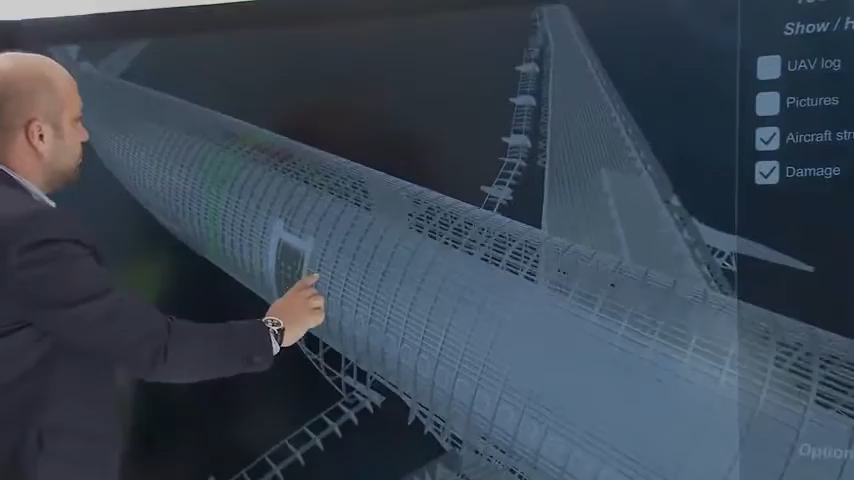 Show / H
UAV log
Pictures
Aircraft str
Damage
Option